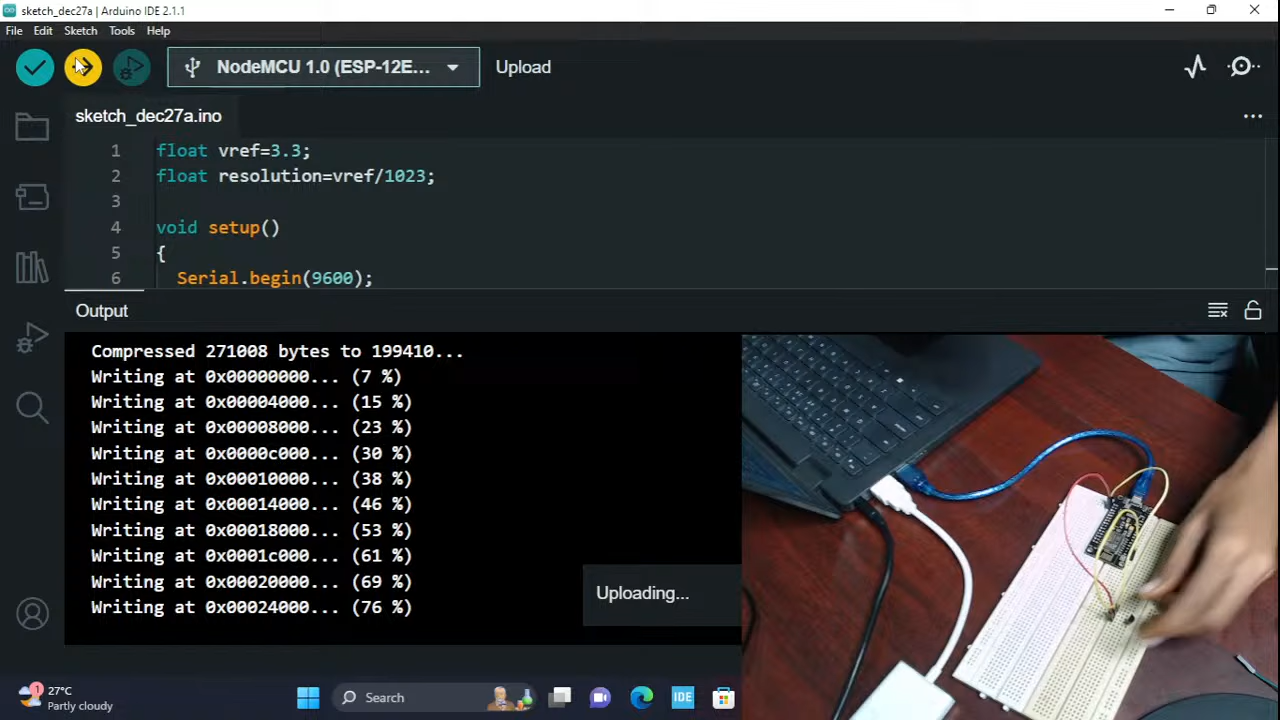 sketch_dec27a | Arduino IDE 2.1.1
File Edit Sketch Tools Help
NodeMCU 1.0 (ESP-12E... Upload
sketch_dec27a.ino
1 float vref=3.3;
2 float resolution=vref/1023;
3
4 void setup()
5 {
6 Serial.begin(9600);
Output
Compressed 271008 bytes to 199410...
Writing at 0x00000000... (7 %)
Writing at 0x00004000... (15 %)
Writing at 0x00008000... (23 %)
Writing at 0x0000c000... (30 %)
Writing at 0x00010000... (38 %)
Writing at 0x00014000... (46 %)
Writing at 0x00018000... (53 %)
Writing at 0x0001c000... (61 %)
Writing at 0x00020000... (69 %)
Writing at 0x00024000... (76 %)
Uploading...
1
27°C
Partly cloudy
Search
IDE